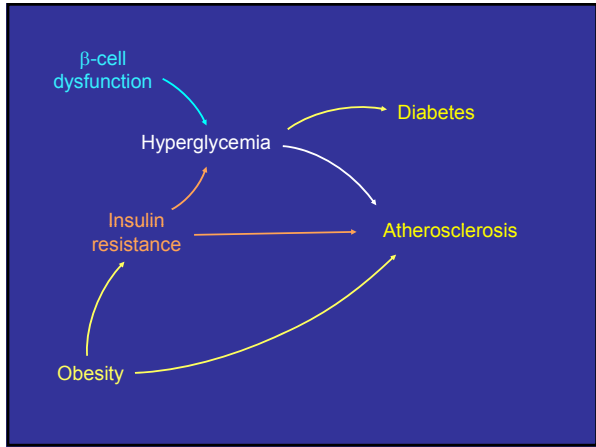 β-cell
dysfunction
Diabetes
Hyperglycemia
Insulin
resistance
Atherosclerosis
Obesity